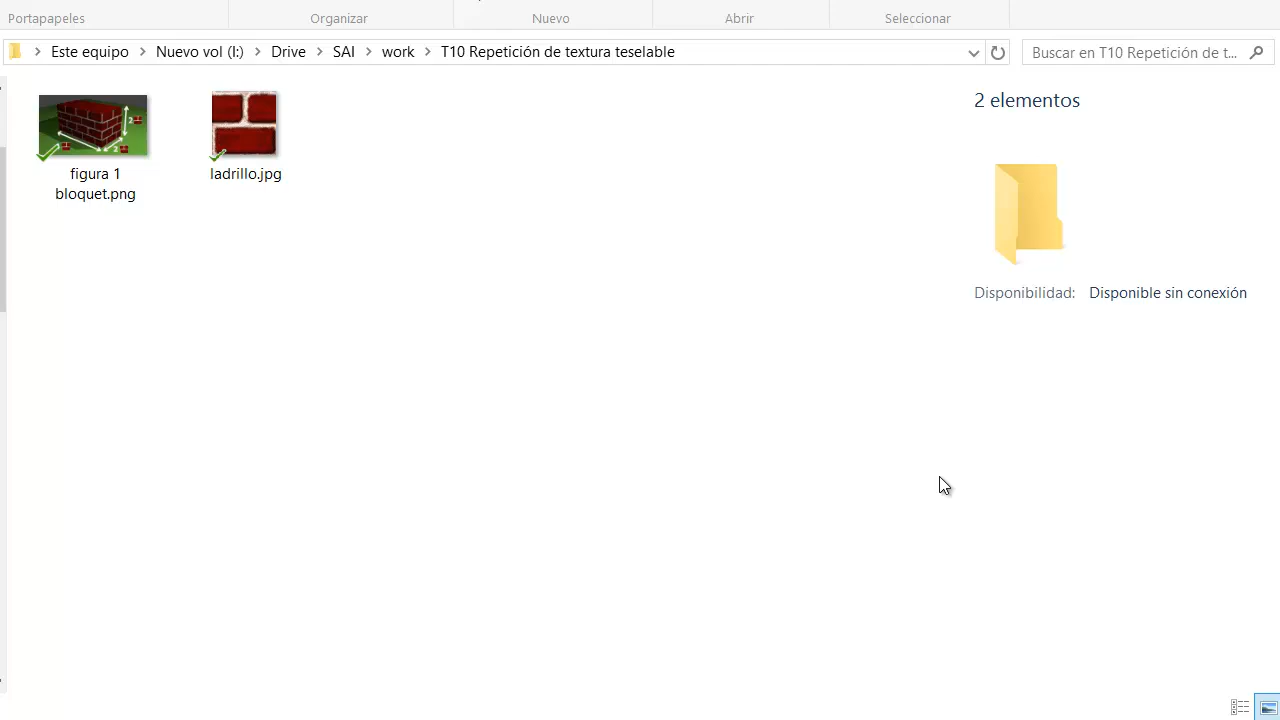 Portapapeles Organizar Nuevo Abrir Seleccionar
Este equipo Nuevo vol (I:) Drive SAI work T10 Repetición de textura teselable Buscar en T10 Repetición de t...
2 elementos
figura 1
bloquet.png
ladrillo.jpg
Disponibilidad: Disponible sin conexión